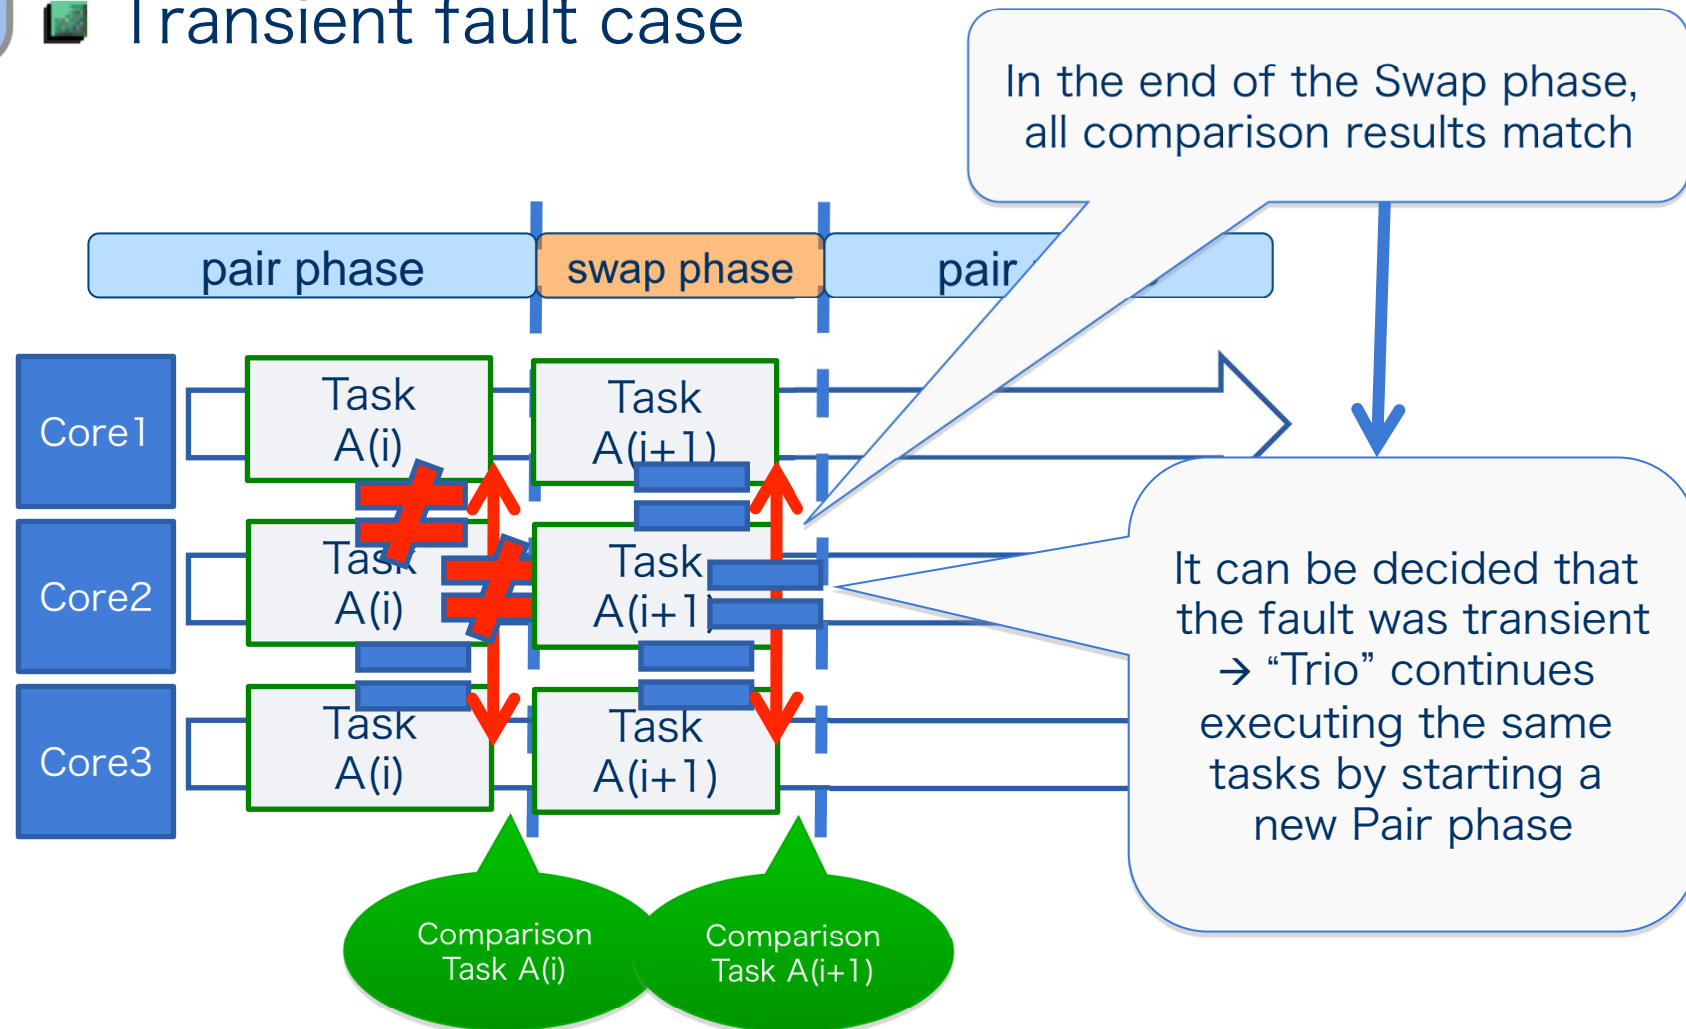 Transient fault case
In the end of the Swap phase,
all comparison results match
pair phase
swap phase
pair
Core1
Task
A(i)
Task
A(i+1)
Core2
Task
A(i)
Task
A(i+1)
Core3
Task
A(i)
Task
A(i+1)
It can be decided that
the fault was transient
→ “Trio” continues
executing the same
tasks by starting a
new Pair phase
Comparison
Task A(i)
Comparison
Task A(i+1)